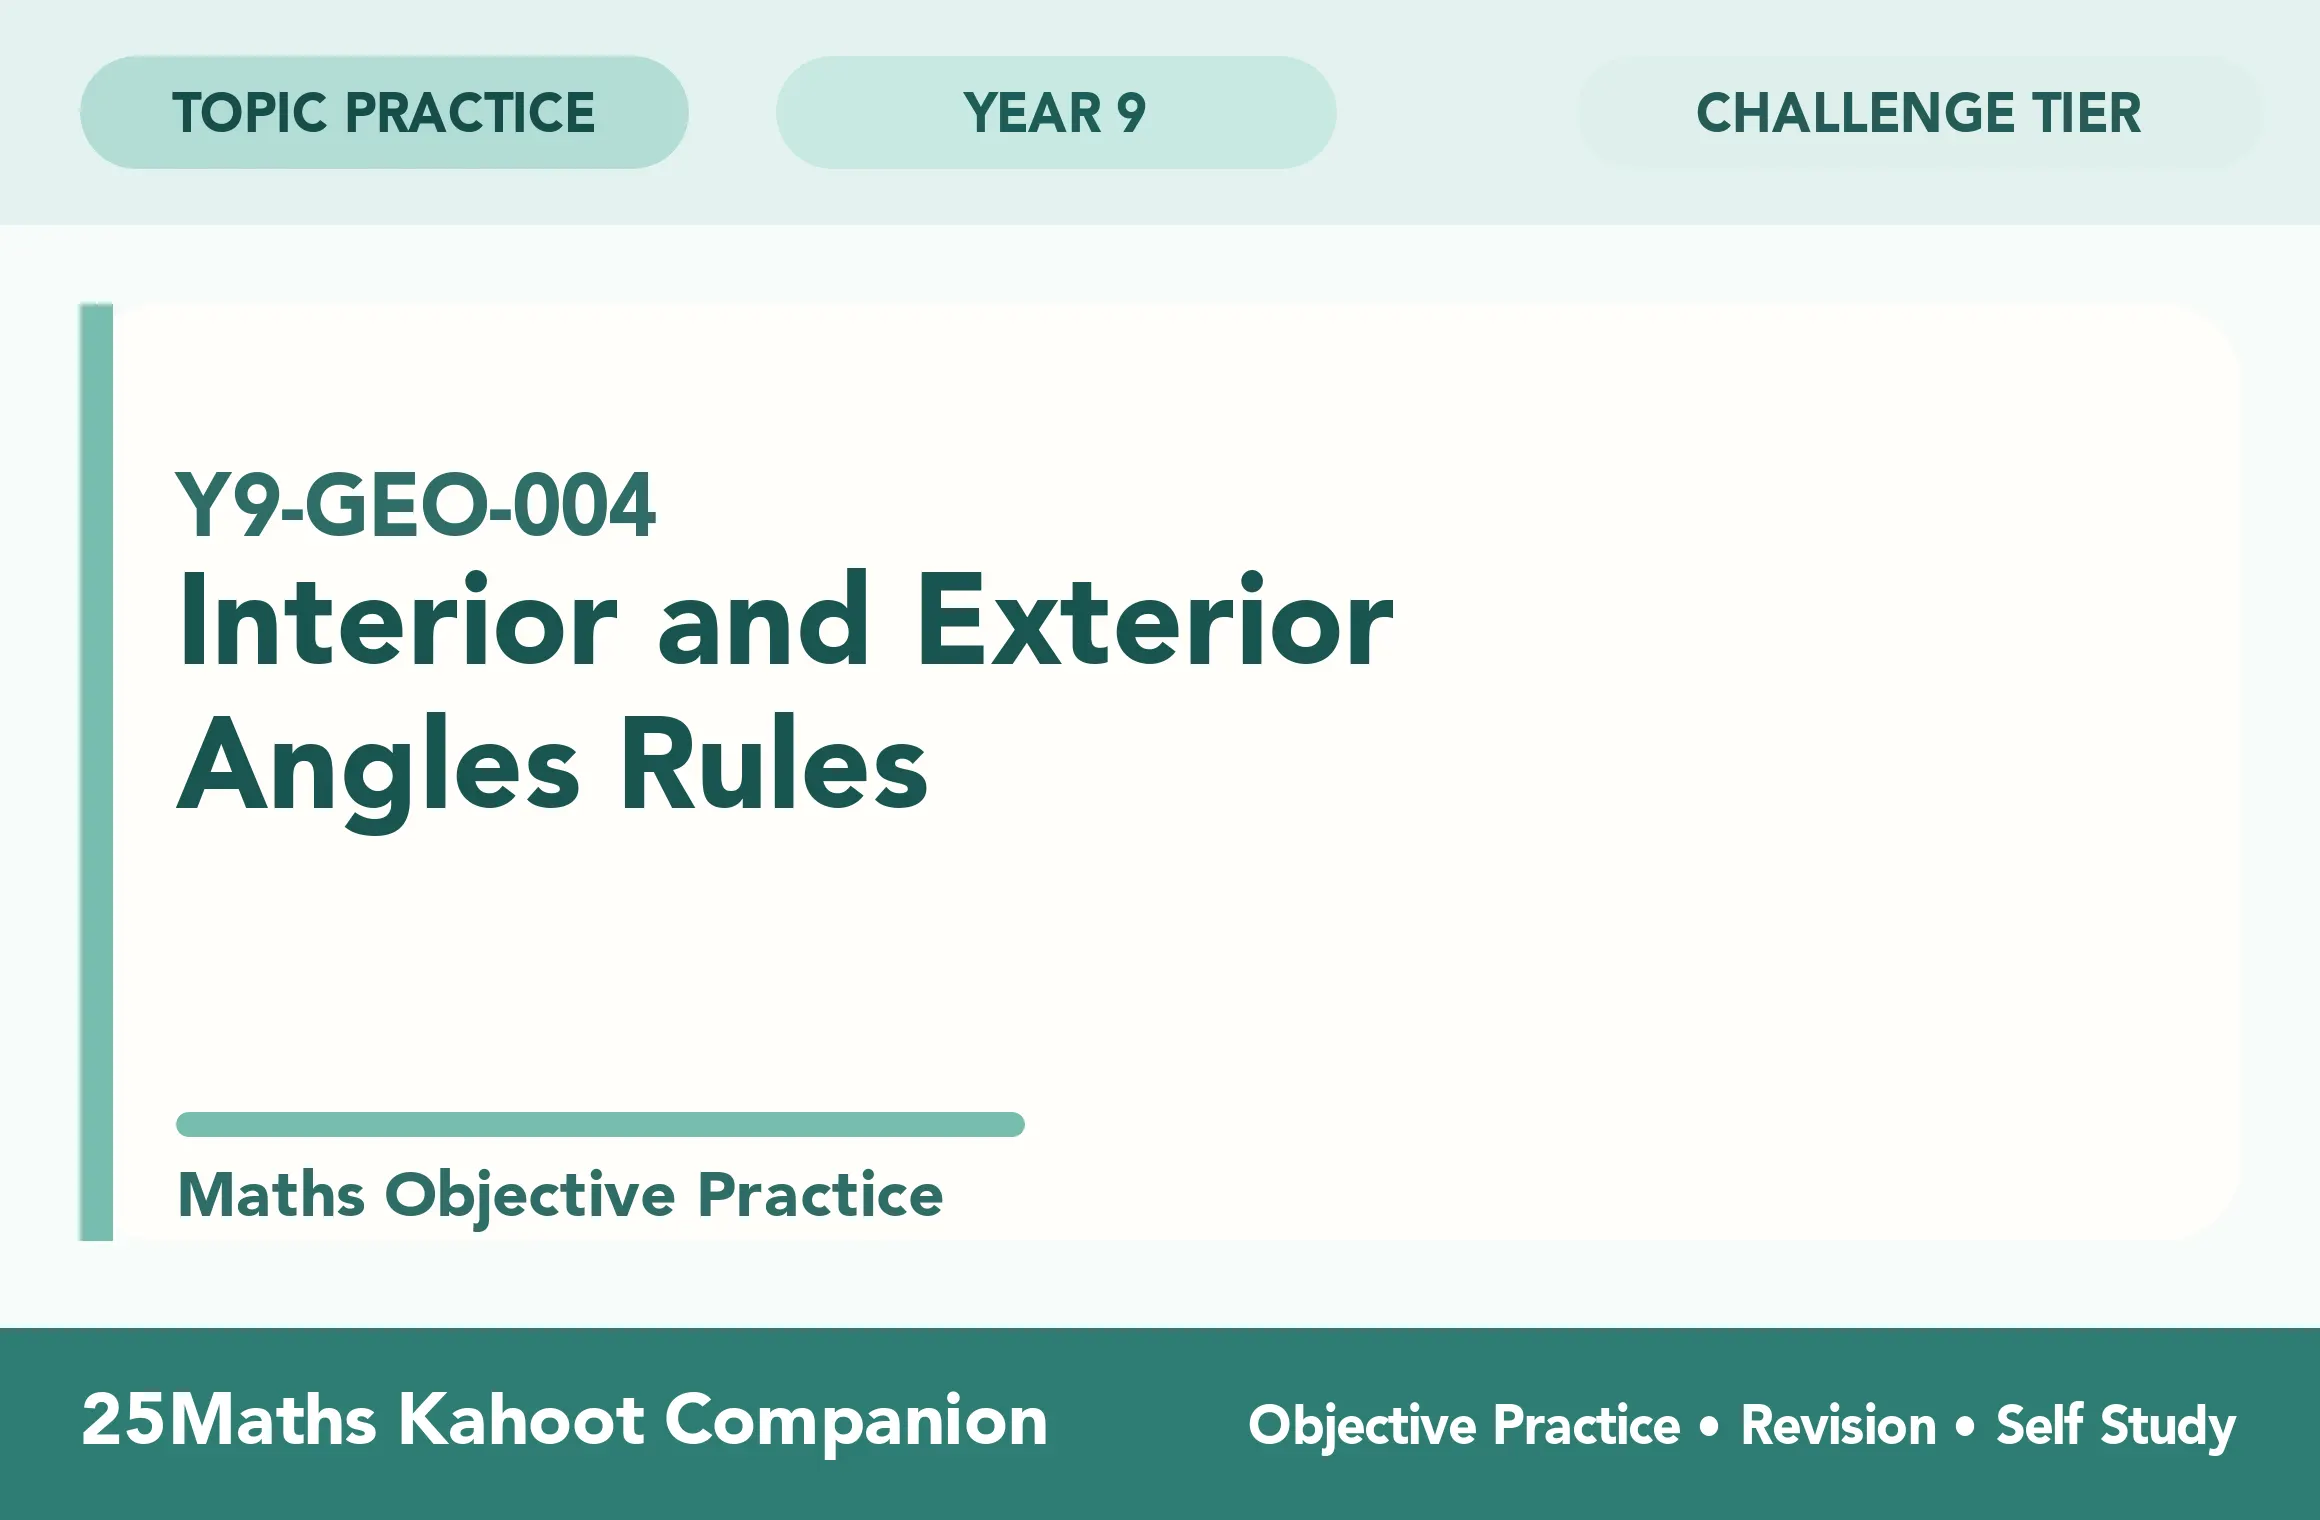 TOPIC PRACTICE
YEAR 9
CHALLENGE TIER
Y9-GEO-004
Interior and Exterior
Angles Rules
Maths Objective Practice
25Maths Kahoot Companion
Objective Practice • Revision • Self Study